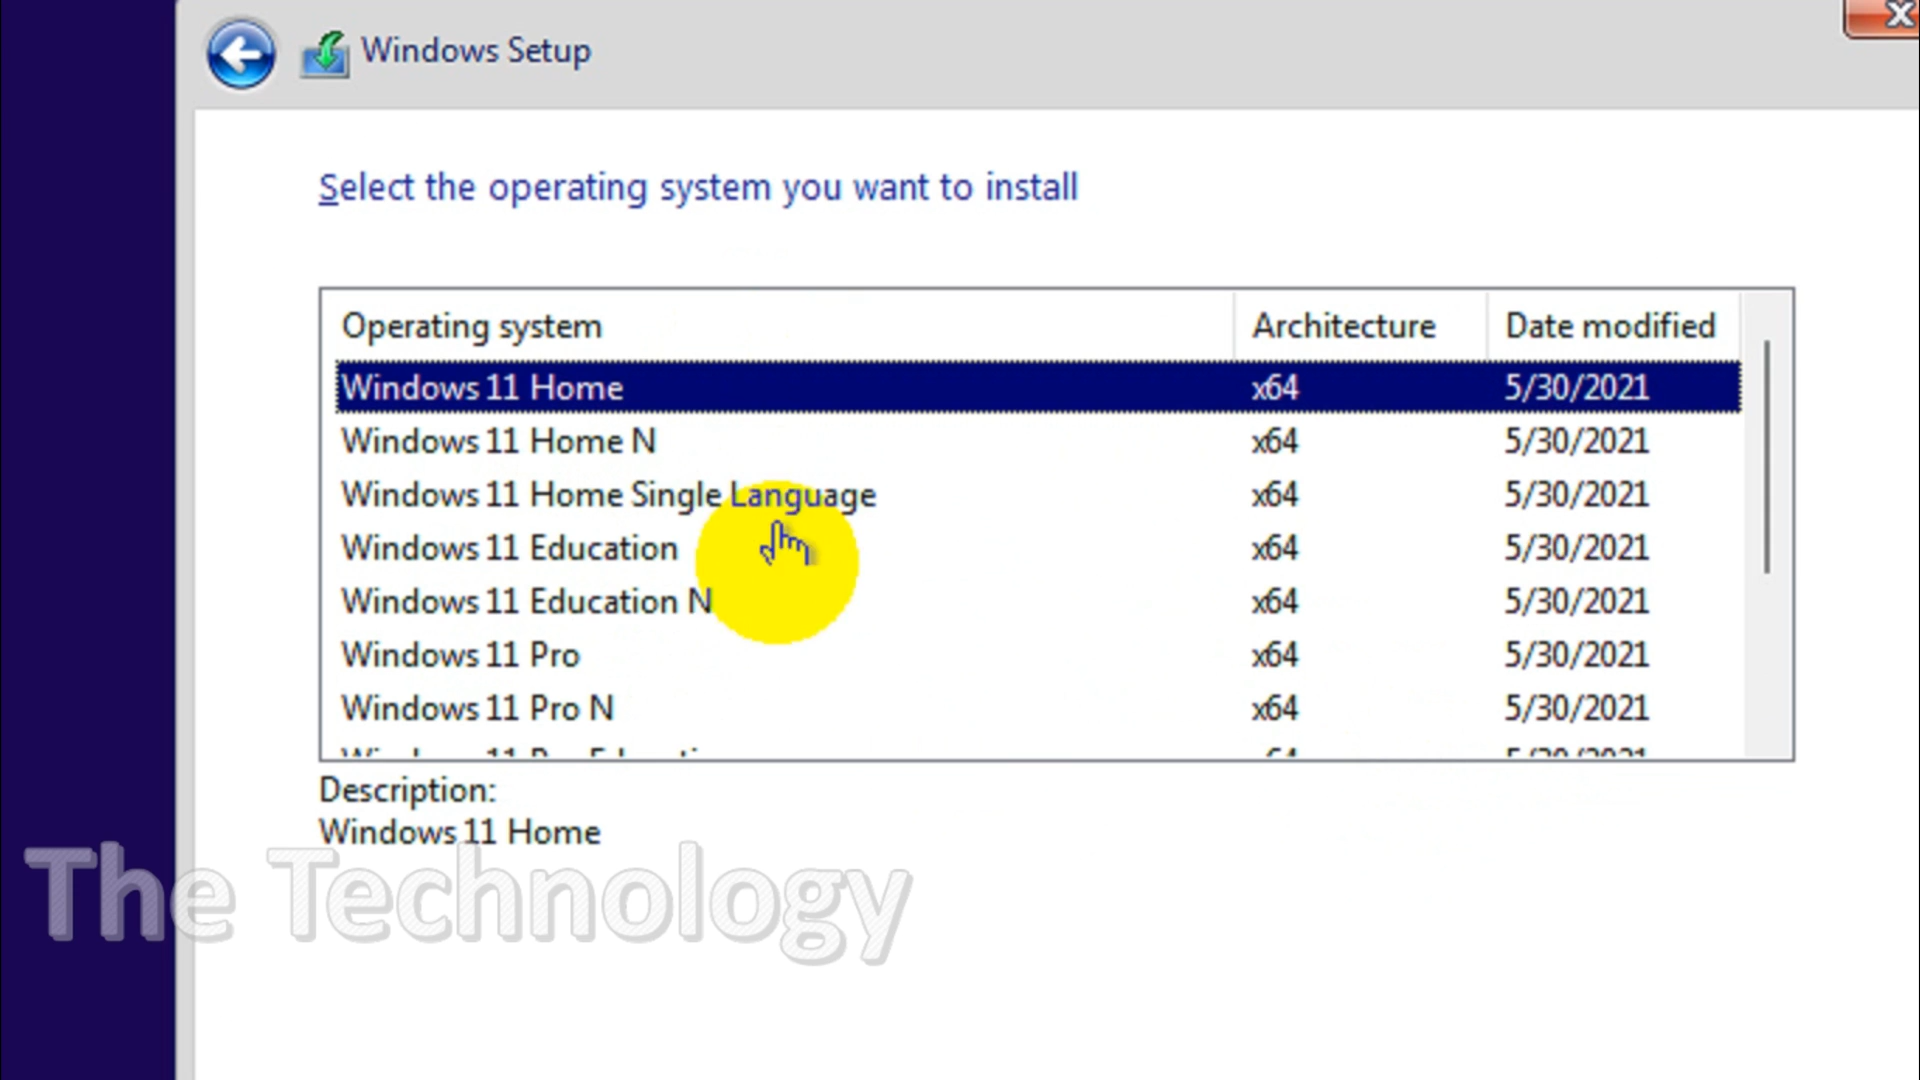 Windows Setup
Select the operating system you want to install
Operating system Architecture Date modified
Windows 11 Home x64 5/30/2021
Windows 11 Home N x64 5/30/2021
Windows 11 Home Single Language x64 5/30/2021
Windows 11 Education x64 5/30/2021
Windows 11 Education N x64 5/30/2021
Windows 11 Pro x64 5/30/2021
Windows 11 Pro N x64 5/30/2021
Description:
Windows 11 Home
The Technology